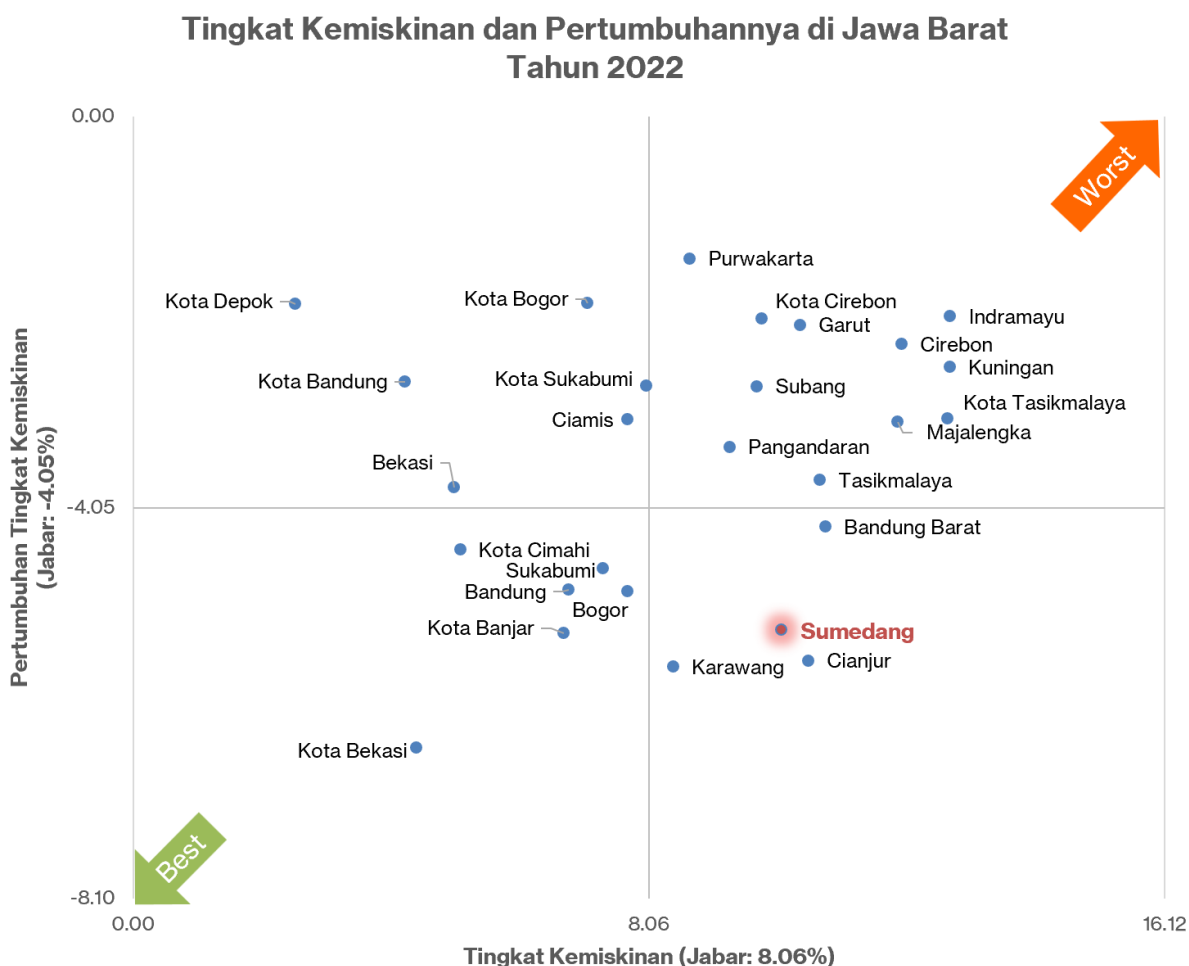 Tingkat Kemiskinan dan Pertumbuhannya di Jawa Barat
Tahun 2022
0.00
Worst
Purwakarta
Kota Depok
Kota Bogor
Kota Cirebon
Indramayu
Garut
Cirebon
Kuningan
Kota Bandung
Kota Sukabumi
Subang
Kota Tasikmalaya
Ciamis
Majalengka
Pangandaran
Bekasi
Tasikmalaya
-4.05
Bandung Barat
Kota Cimahi
Sukabumi
Bandung
Bogor
Kota Banjar
Sumedang
Karawang
Cianjur
Kota Bekasi
Best
-8.10
0.00
8.06
16.12
Pertumbuhan Tingkat Kemiskinan
(Jabar: -4.05%)
Tingkat Kemiskinan (Jabar: 8.06%)